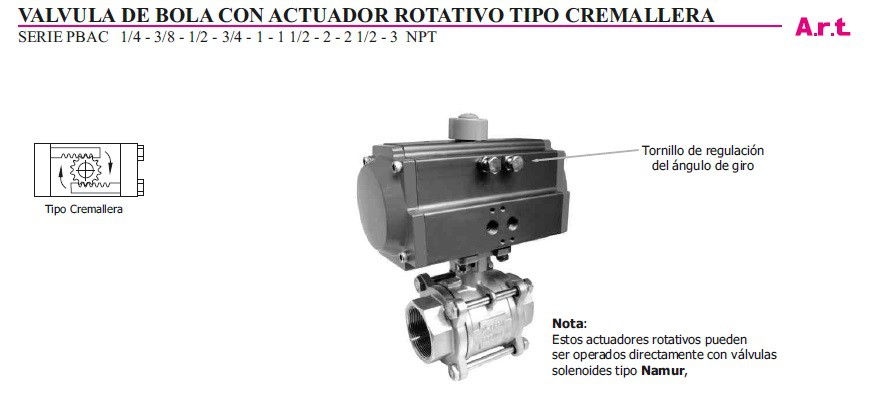 VALVULA DE BOLA CON ACTUADOR ROTATIVO TIPO CREMALLERA
SERIE PBAC 1/4 - 3/8 - 1/2 - 3/4 - 1 - 1 1/2 - 2 - 2 1/2 - 3 NPT
A.r.t.
Tornillo de regulación
del ángulo de giro
Tipo Cremallera
Nota:
Estos actuadores rotativos pueden
ser operados directamente con válvulas
solenoides tipo Namur,